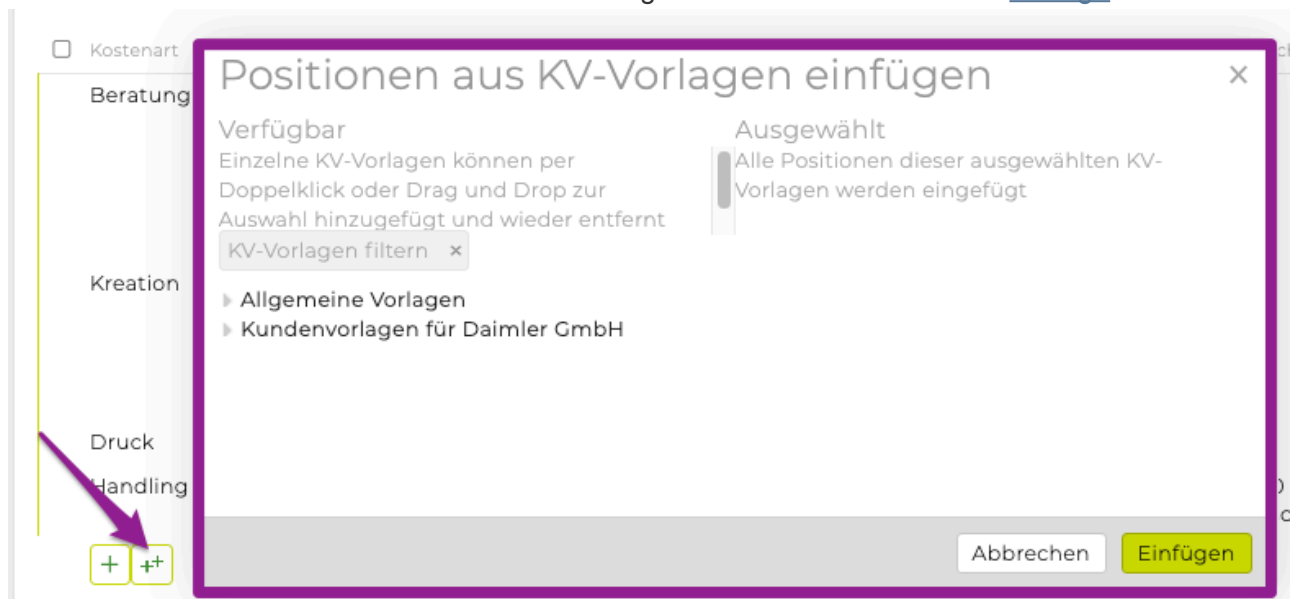 Kostenart
Positionen aus KV-Vorlagen einfügen
×
Beratung
Verfügbar
Ausgewählt
Einzelne KV-Vorlagen können per
Doppelklick oder Drag und Drop zur
Auswahl hinzugefügt und wieder entfernt
Alle Positionen dieser ausgewählten KV-
Vorlagen werden eingefügt
KV-Vorlagen filtern ×
Kreation
Allgemeine Vorlagen
Kundenvorlagen für Daimler GmbH
Druck
Handling
+ ++
Abbrechen Einfügen